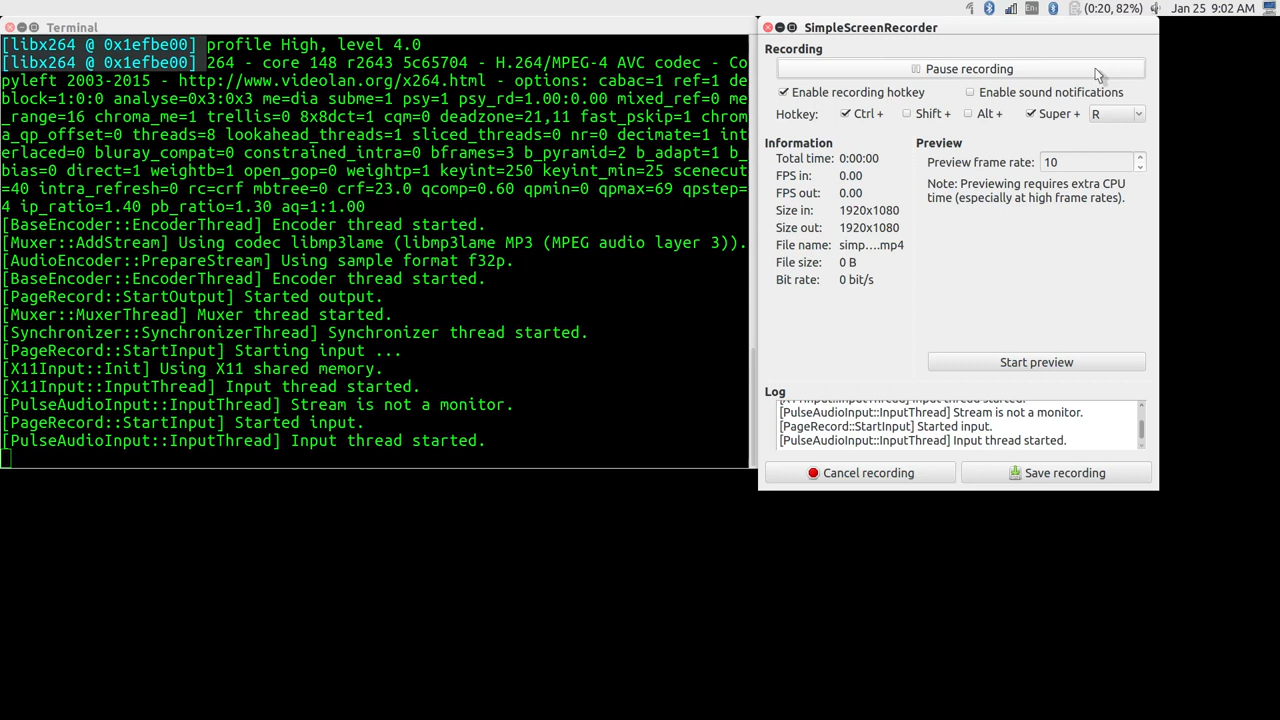 En (0:20, 82%) Jan 25 9:02 AM
Terminal
[libx264 @ 0x1efbe00] profile High, level 4.0
[libx264 @ 0x1efbe00] 264 - core 148 r2643 5c65704 - H.264/MPEG-4 AVC codec - Co
pyleft 2003-2015 - http://www.videolan.org/x264.html - options: cabac=1 ref=1 de
block=1:0:0 analyse=0x3:0x3 me=dia subme=1 psy=1 psy_rd=1.00:0.00 mixed_ref=0 me
_range=16 chroma_me=1 trellis=0 8x8dct=1 cqm=0 deadzone=21,11 fast_pskip=1 chrom
a_qp_offset=0 threads=8 lookahead_threads=1 sliced_threads=0 nr=0 decimate=1 int
erlaced=0 bluray_compat=0 constrained_intra=0 bframes=3 b_pyramid=2 b_adapt=1 b_
bias=0 direct=1 weightb=1 open_gop=0 weightp=1 keyint=250 keyint_min=25 scenecut
=40 intra_refresh=0 rc=crf mbtree=0 crf=23.0 qcomp=0.60 qpmin=0 qpmax=69 qpstep=
4 ip_ratio=1.40 pb_ratio=1.30 aq=1:1.00
[BaseEncoder::EncoderThread] Encoder thread started.
[Muxer::AddStream] Using codec libmp3lame (libmp3lame MP3 (MPEG audio layer 3)).
[AudioEncoder::PrepareStream] Using sample format f32p.
[BaseEncoder::EncoderThread] Encoder thread started.
[PageRecord::StartOutput] Started output.
[Muxer::MuxerThread] Muxer thread started.
[Synchronizer::SynchronizerThread] Synchronizer thread started.
[PageRecord::StartInput] Starting input ...
[X11Input::Init] Using X11 shared memory.
[X11Input::InputThread] Input thread started.
[PulseAudioInput::InputThread] Stream is not a monitor.
[PageRecord::StartInput] Started input.
[PulseAudioInput::InputThread] Input thread started.
SimpleScreenRecorder
Recording
Pause recording
Enable recording hotkey Enable sound notifications
Hotkey: Ctrl + Shift + Alt + Super + R
Information
Total time: 0:00:00
FPS in: 0.00
FPS out: 0.00
Size in: 1920x1080
Size out: 1920x1080
File name: simp....mp4
File size: 0 B
Bit rate: 0 bit/s
Preview
Preview frame rate: 10
Note: Previewing requires extra CPU
time (especially at high frame rates).
Start preview
Log
[PulseAudioInput::InputThread] Stream is not a monitor.
[PageRecord::StartInput] Started input.
[PulseAudioInput::InputThread] Input thread started.
Cancel recording Save recording